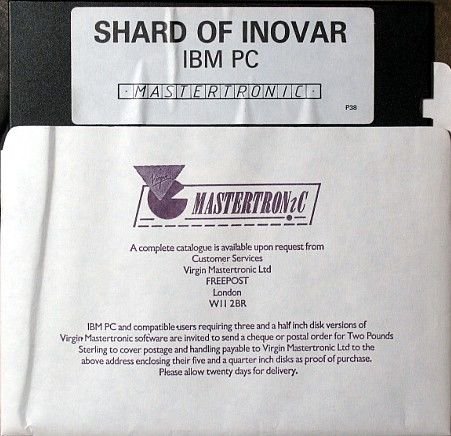 SHARD OF INOVAR
IBM PC
· MASTERTRONIC ·
P38
Virgin
MASTERTRONiC
A complete catalogue is available upon request from
Customer Services
Virgin Mastertronic Ltd
FREEPOST
London
W11 2BR
IBM PC and compatible users requiring three and a half inch disk versions of
Virgin Mastertronic software are invited to send a cheque or postal order for Two Pounds
Sterling to cover postage and handling payable to Virgin Mastertronic Ltd to the
above address enclosing their five and a quarter inch disks as proof of purchase.
Please allow twenty days for delivery.